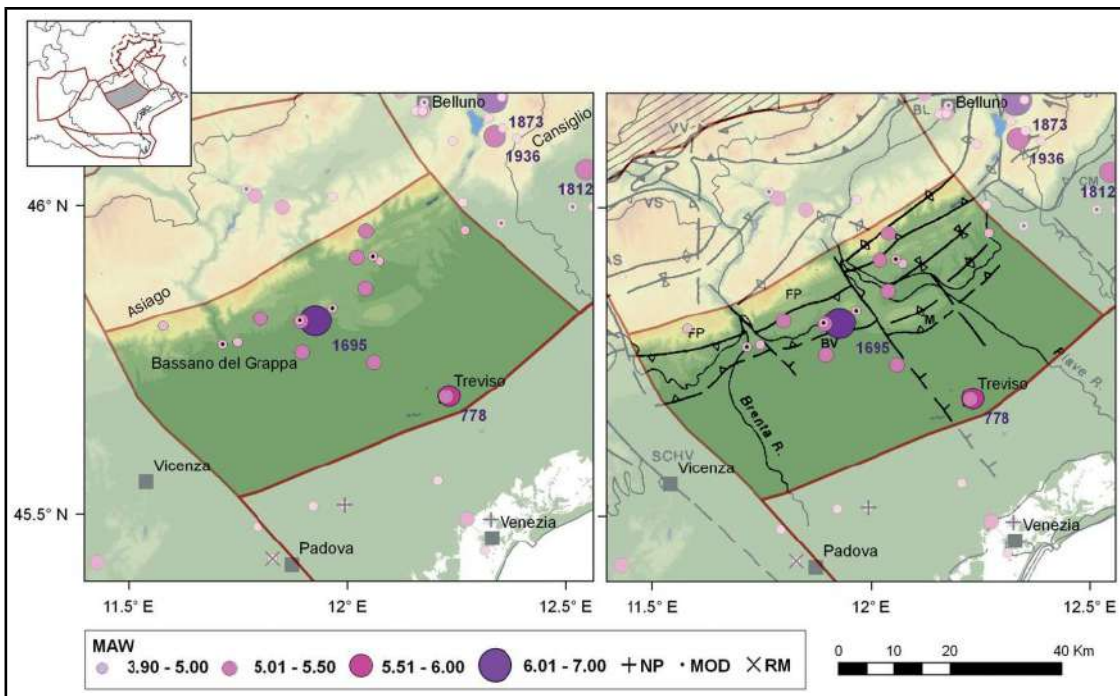 Belluno
1873
1936
Cansiglio
1812
46° N
Asiago
1695
Bassano del Grappa
Treviso
778
Vicenza
45.5° N
Venezia
Padova
11.5° E
12° E
12.5° E
BL
Belluno
VV
1873
1936
1812
CM
VS
AS
FP
FP
M.
BV
1695
Piave R.
Treviso
778
Brenta R.
SCHV
Vicenza
Venezia
Padova
11.5° E
12° E
12.5° E
MAW
3.90 - 5.00
5.01 - 5.50
5.51 - 6.00
6.01 - 7.00
NP
MOD
RM
0
10
20
40 Km